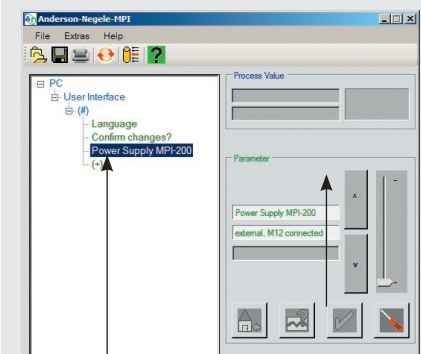 Anderson-Negele-MPI
File Extras Help
PC
User Interface
(#)
Language
Confirm changes?
Power Supply MPI-200
(+)
Process Value
Parameter
Power Supply MPI-200
external, M12 connected